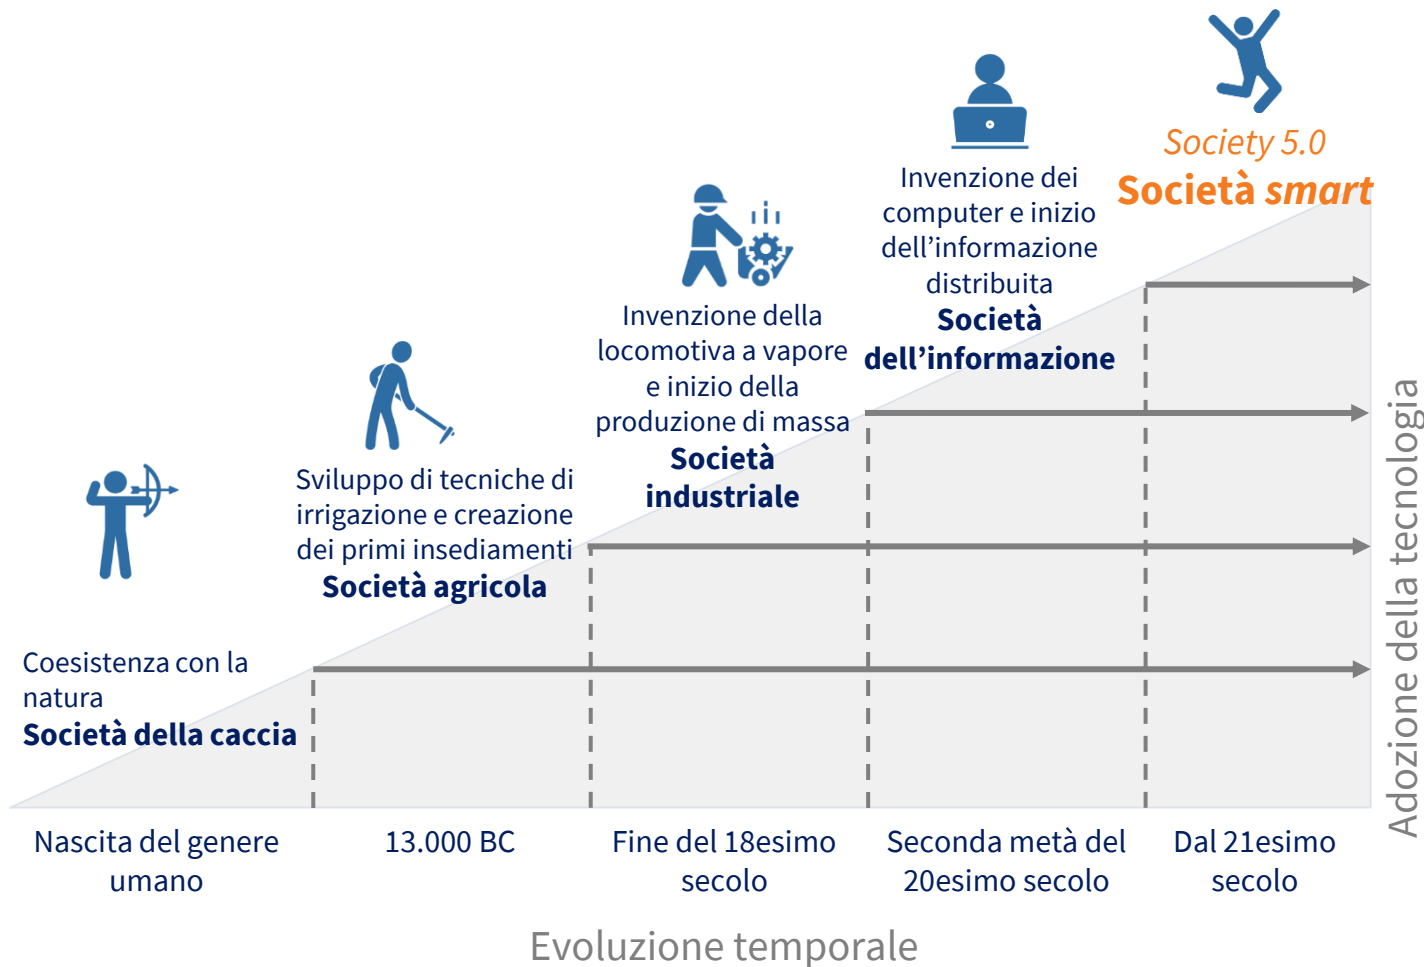 Society 5.0
Società smart
Invenzione dei
computer e inizio
dell’informazione
distribuita
Società
dell’informazione
Invenzione della
locomotiva a vapore
e inizio della
produzione di massa
Società
industriale
Sviluppo di tecniche di
irrigazione e creazione
dei primi insediamenti
Società agricola
Coesistenza con la
natura
Società della caccia
Adozione della tecnologia
Nascita del genere
umano
13.000 BC
Fine del 18esimo
secolo
Seconda metà del
20esimo secolo
Dal 21esimo
secolo
Evoluzione temporale